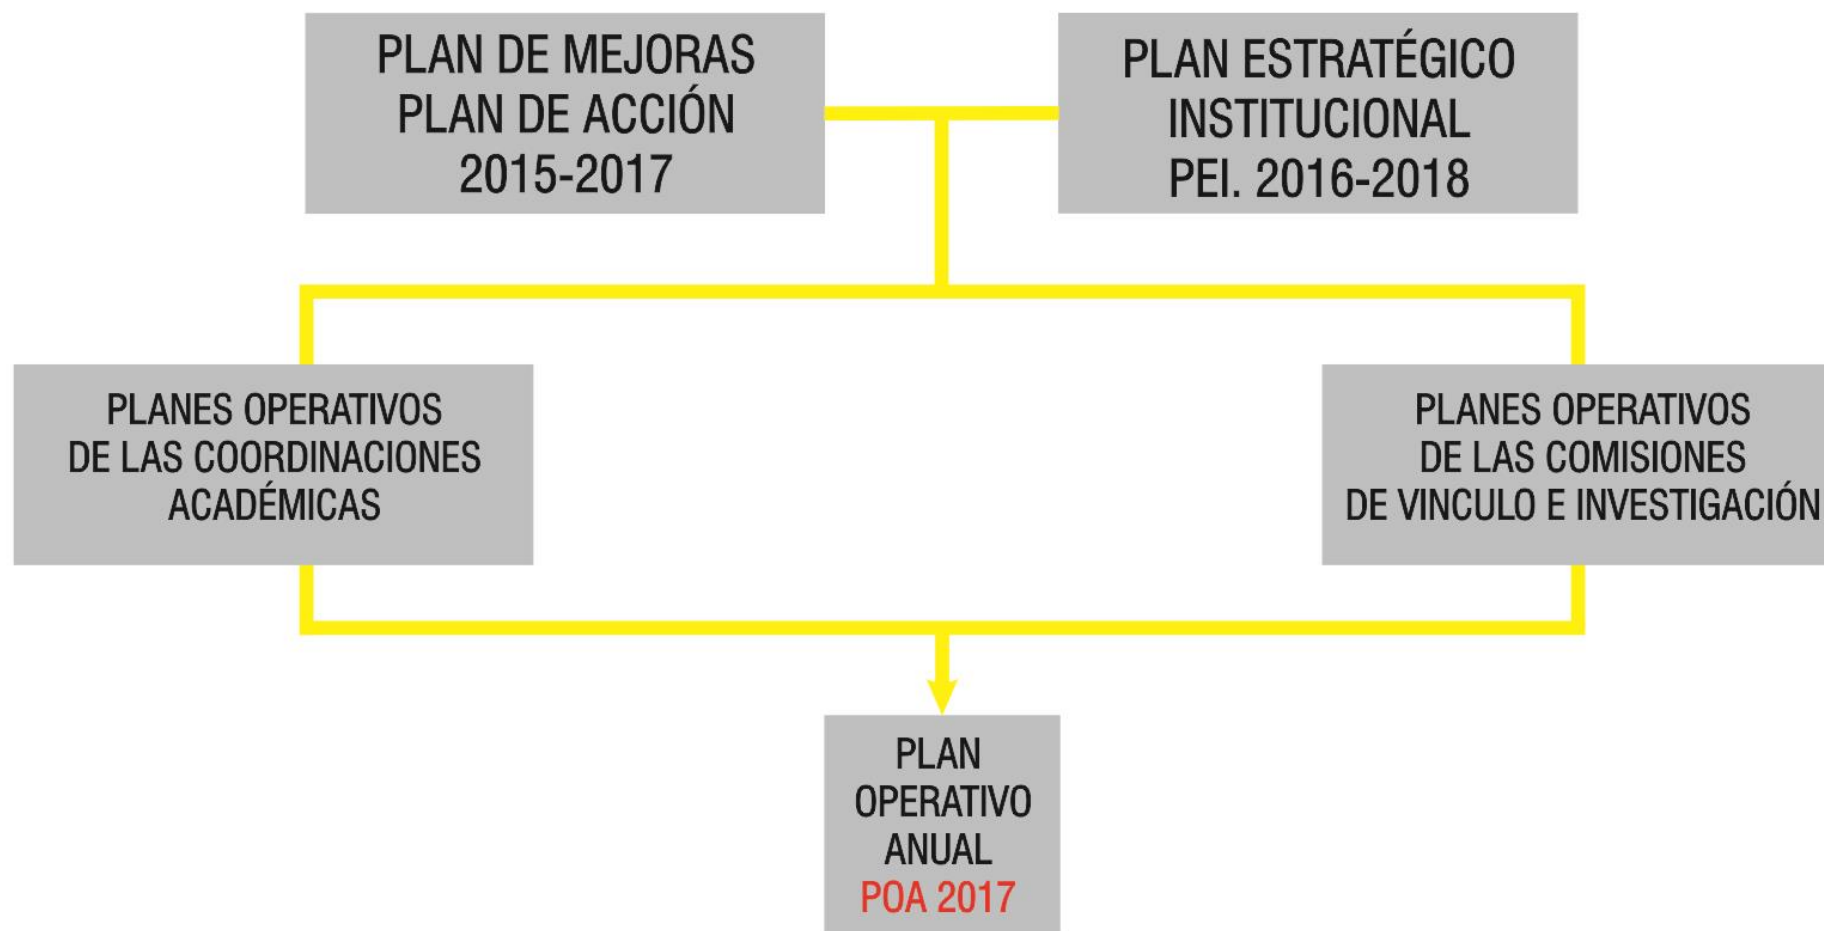 PLAN DE MEJORAS
PLAN DE ACCIÓN
2015-2017
PLAN ESTRATÉGICO
INSTITUCIONAL
PEI. 2016-2018
PLANES OPERATIVOS
DE LAS COORDINACIONES
ACADÉMICAS
PLANES OPERATIVOS
DE LAS COMISIONES
DE VINCULO E INVESTIGACIÓN
PLAN
OPERATIVO
ANUAL
POA 2017